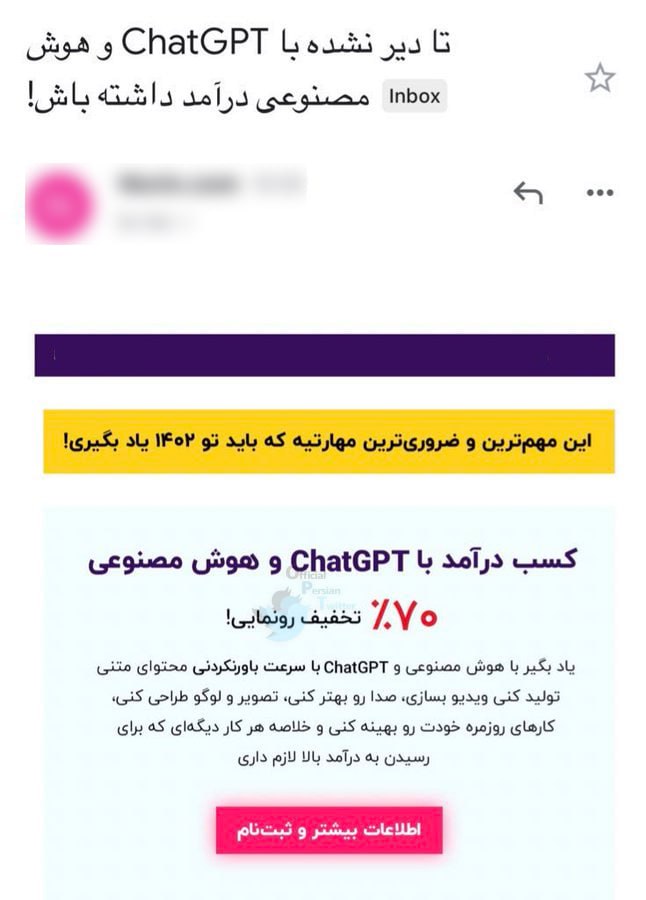 تا دیر نشده با ChatGPT و هوش
مصنوعی درآمد داشته باش! Inbox
این مهم‌ترین و ضروری‌ترین مهارتیه که باید تو ۱۴۰۲ یاد بگیری!
کسب درآمد با ChatGPT و هوش مصنوعی
۷۰٪ تخفیف رونمایی!
Official
Persian
Twitter
یاد بگیر با هوش مصنوعی و ChatGPT با سرعت باورنکردنی محتوای متنی
تولید کنی ویدیو بسازی، صدا رو بهتر کنی، تصویر و لوگو طراحی کنی،
کارهای روزمره خودت رو بهینه کنی و خلاصه هر کار دیگه‌ای که برای
رسیدن به درآمد بالا لازم داری
اطلاعات بیشتر و ثبت‌نام